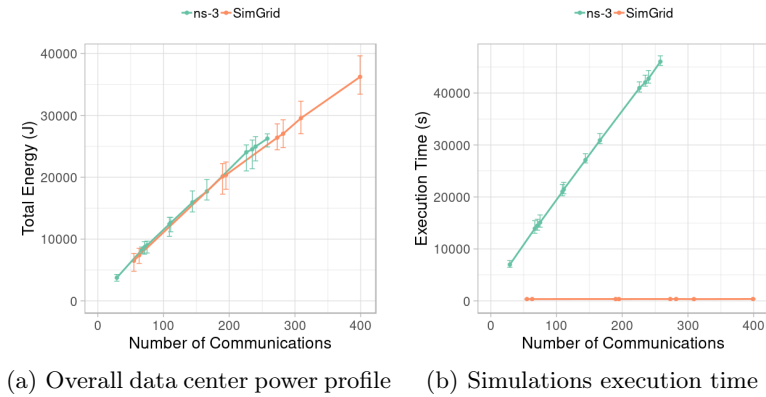 ns-3 SimGrid
40000
30000
20000
10000
0
Total Energy (J)
0 100 200 300 400
Number of Communications
(a) Overall data center power profile
ns-3 SimGrid
40000
30000
20000
10000
0
Execution Time (s)
0 100 200 300 400
Number of Communications
(b) Simulations execution time